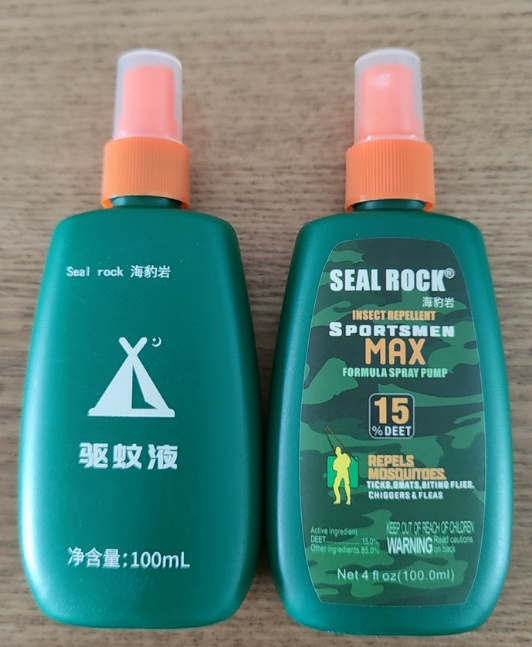 Seal rock 海豹岩
驱蚊液
净含量:100mL
SEAL ROCK®
海豹岩
INSECT REPELLENT
SPORTSMEN
MAX
FORMULA SPRAY PUMP
15
% DEET
REPELS
MOSQUITOES.
TICKS,GNATS,BITING FLIES,
CHIGGERS & FLEAS
Active Ingredient
DEET..............15.0%
Other Ingredients.85.0%
KEEP OUT OF REACH OF CHILDREN
WARNING Read cautions
on back
Net 4 fl oz(100.0ml)